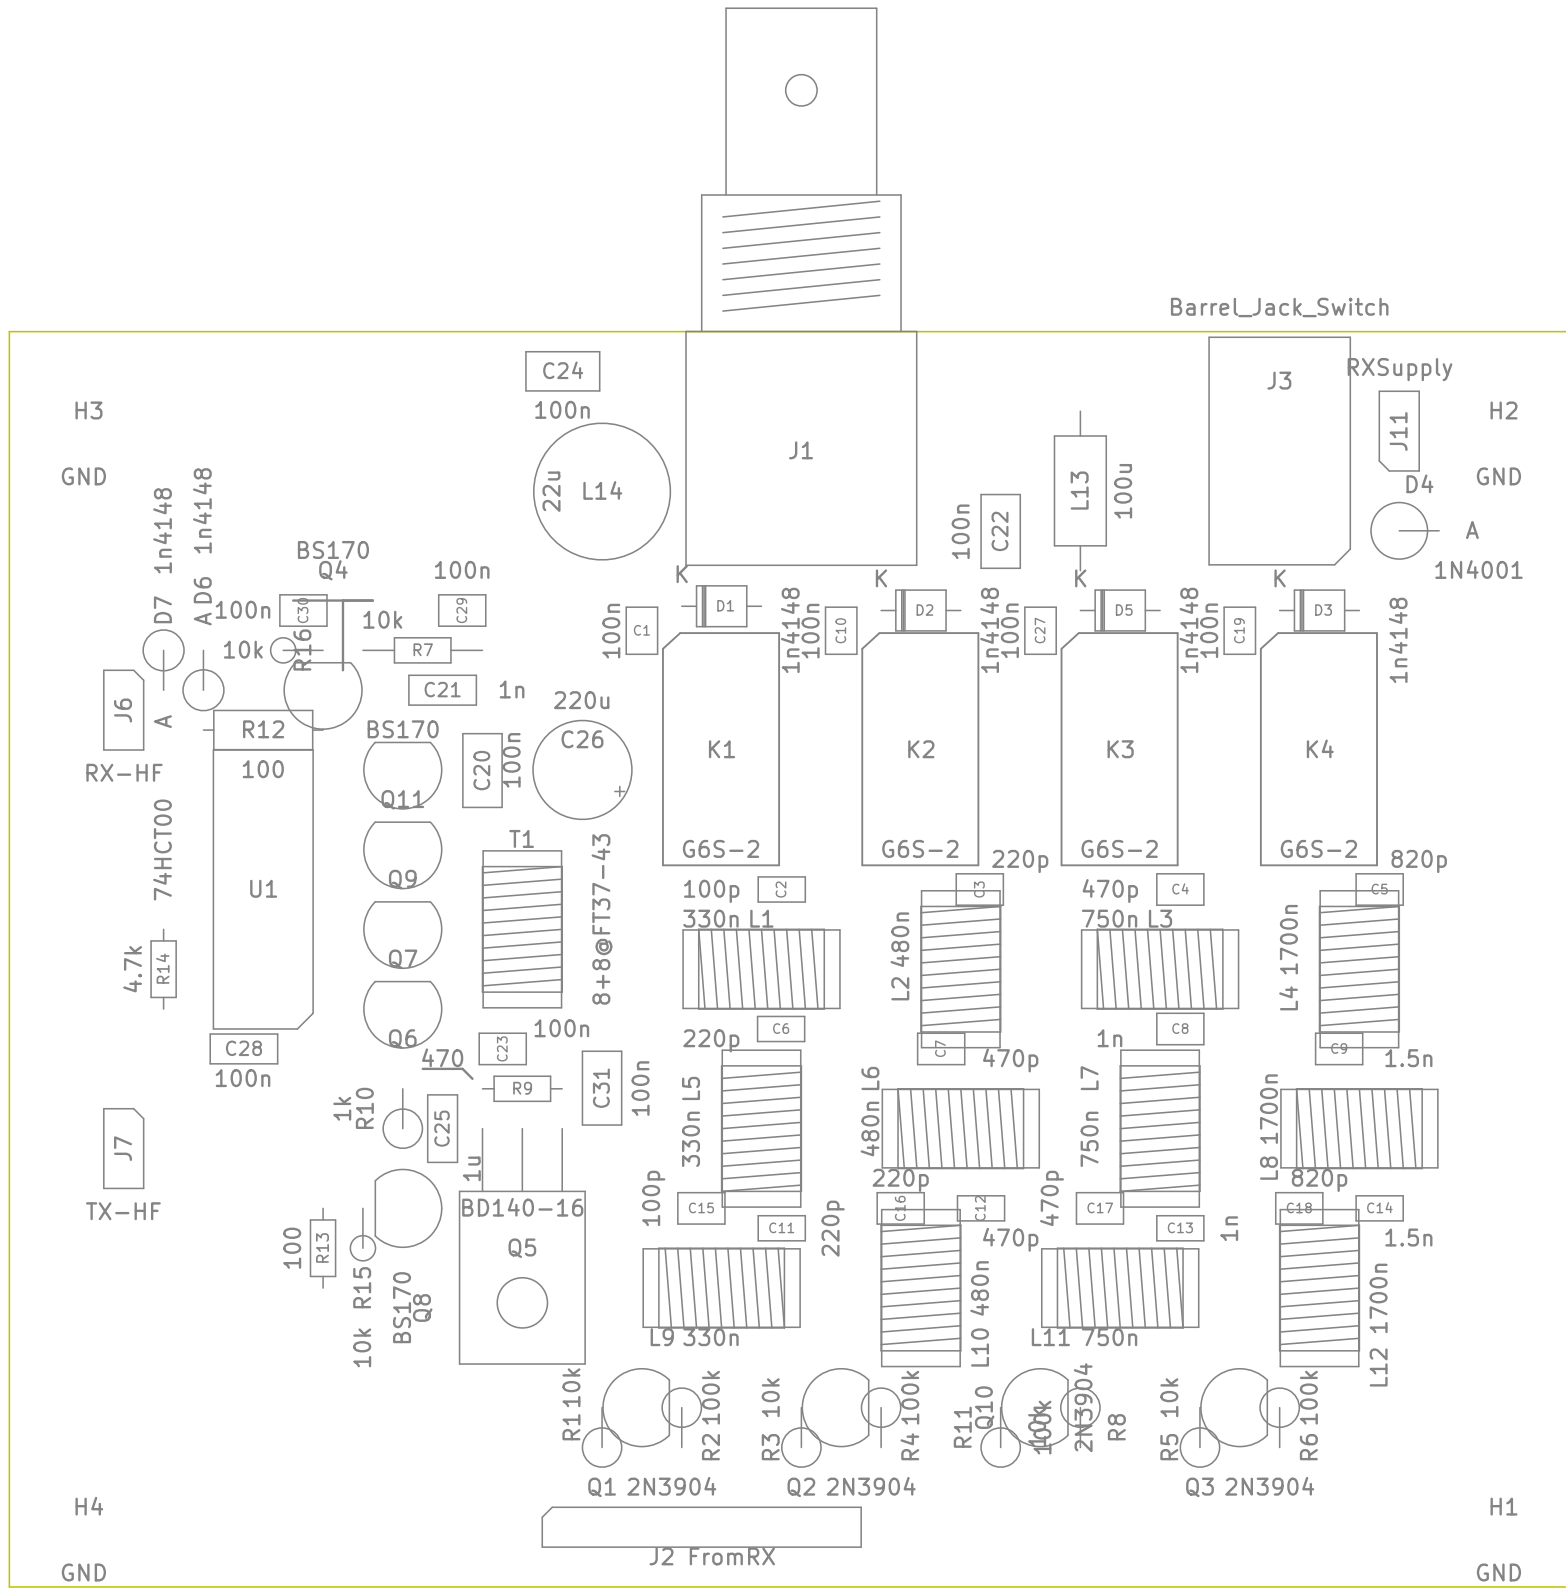 Barrel_Jack_Switch
C24
J3
RXSupply
H3
100n
H2
J11
J1
GND
22u
L14
L13
100u
GND
D4
1n4148
1n4148
100n
C22
A
BS170
Q4
100n
1N4001
K
K
K
K
D7
A D6
100n
C30
C29
D1
D2
D5
D3
10k
100n
C1
1n4148
100n
C10
1n4148
100n
C27
1n4148
100n
C19
1n4148
10k
R16
R7
C21
1n
220u
J6
A
R12
BS170
C26
K1
K2
K3
K4
RX-HF
100
C20
100n
+
Q11
74HCT00
T1
G6S-2
G6S-2
220p
G6S-2
G6S-2
820p
U1
Q9
100p
C2
C3
470p
C4
C5
330n L1
750n L3
8+8@FT37-43
4.7k
R14
Q7
L2 480n
L4 1700n
100n
C6
C8
Q6
220p
1n
C28
470
C23
C7
470p
C9
1.5n
100n
R9
C31
100n
330n L5
480n L6
750n L7
L8 1700n
1k
R10
C25
J7
1u
220p
820p
TX-HF
BD140-16
100p
C15
C16
C12
470p
C17
C18
C14
C11
220p
C13
1n
100
R13
Q5
470p
1.5n
10k R15
BS170
Q8
L10 480n
L12 1700n
L9 330n
L11 750n
R1 10k
R2 100k
R3 10k
R4 100k
R11
Q10
10k
100k
2N3904
R8
R5 10k
R6 100k
Q1 2N3904
Q2 2N3904
Q3 2N3904
H4
H1
J2 FromRX
GND
GND